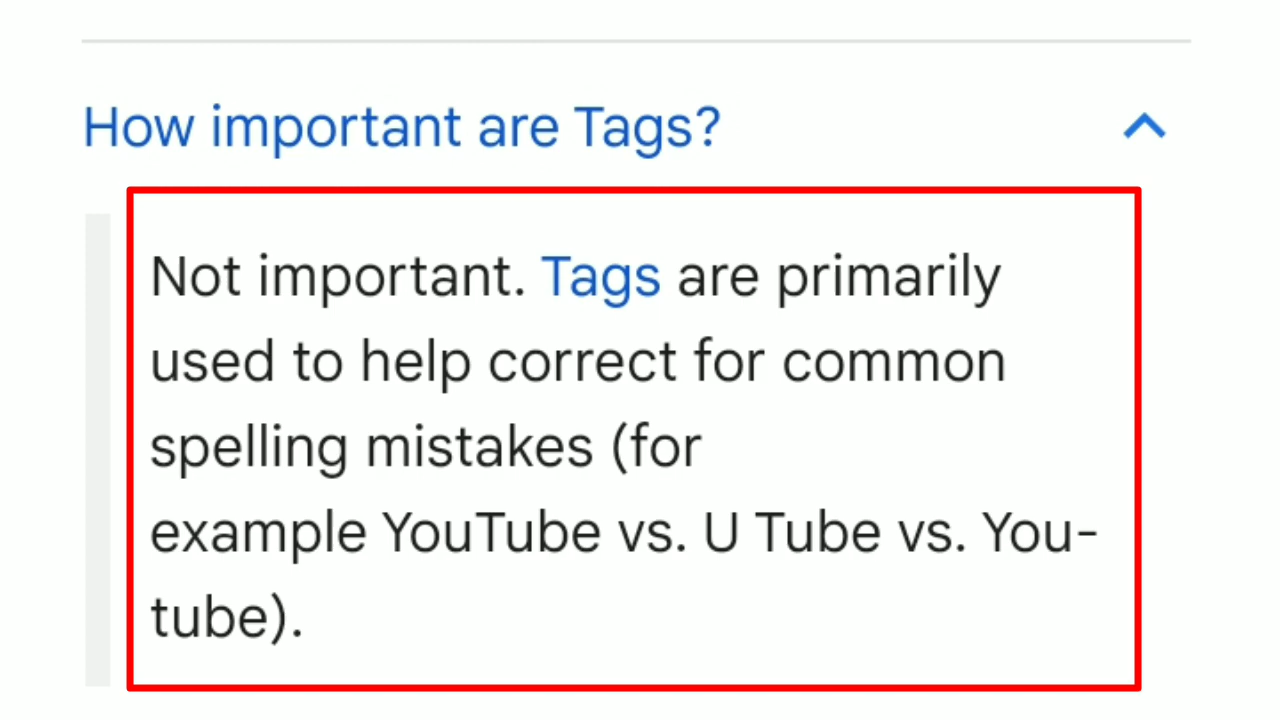 How important are Tags?
Not important. Tags are primarily
used to help correct for common
spelling mistakes (for
example YouTube vs. U Tube vs. You-
tube).